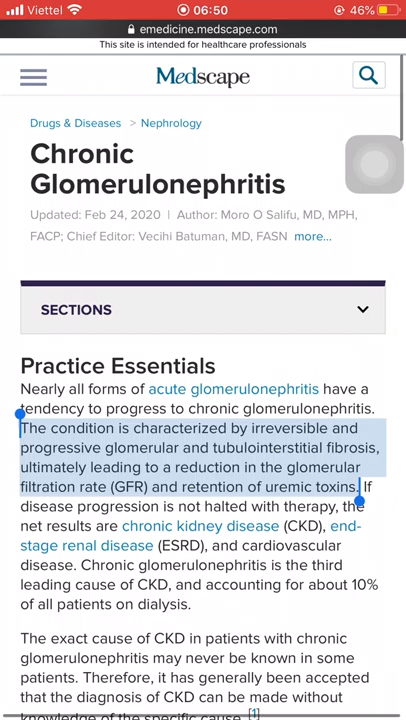 Viettel 06:50 46%
emedicine.medscape.com
This site is intended for healthcare professionals
Medscape
Drugs & Diseases > Nephrology
Chronic
Glomerulonephritis
Updated: Feb 24, 2020 | Author: Moro O Salifu, MD, MPH,
FACP; Chief Editor: Vecihi Batuman, MD, FASN more...
SECTIONS
Practice Essentials
Nearly all forms of acute glomerulonephritis have a
tendency to progress to chronic glomerulonephritis.
The condition is characterized by irreversible and
progressive glomerular and tubulointerstitial fibrosis,
ultimately leading to a reduction in the glomerular
filtration rate (GFR) and retention of uremic toxins. If
disease progression is not halted with therapy, the
net results are chronic kidney disease (CKD), end-
stage renal disease (ESRD), and cardiovascular
disease. Chronic glomerulonephritis is the third
leading cause of CKD, and accounting for about 10%
of all patients on dialysis.
The exact cause of CKD in patients with chronic
glomerulonephritis may never be known in some
patients. Therefore, it has generally been accepted
that the diagnosis of CKD can be made without
knowledge of the specific cause. [1]